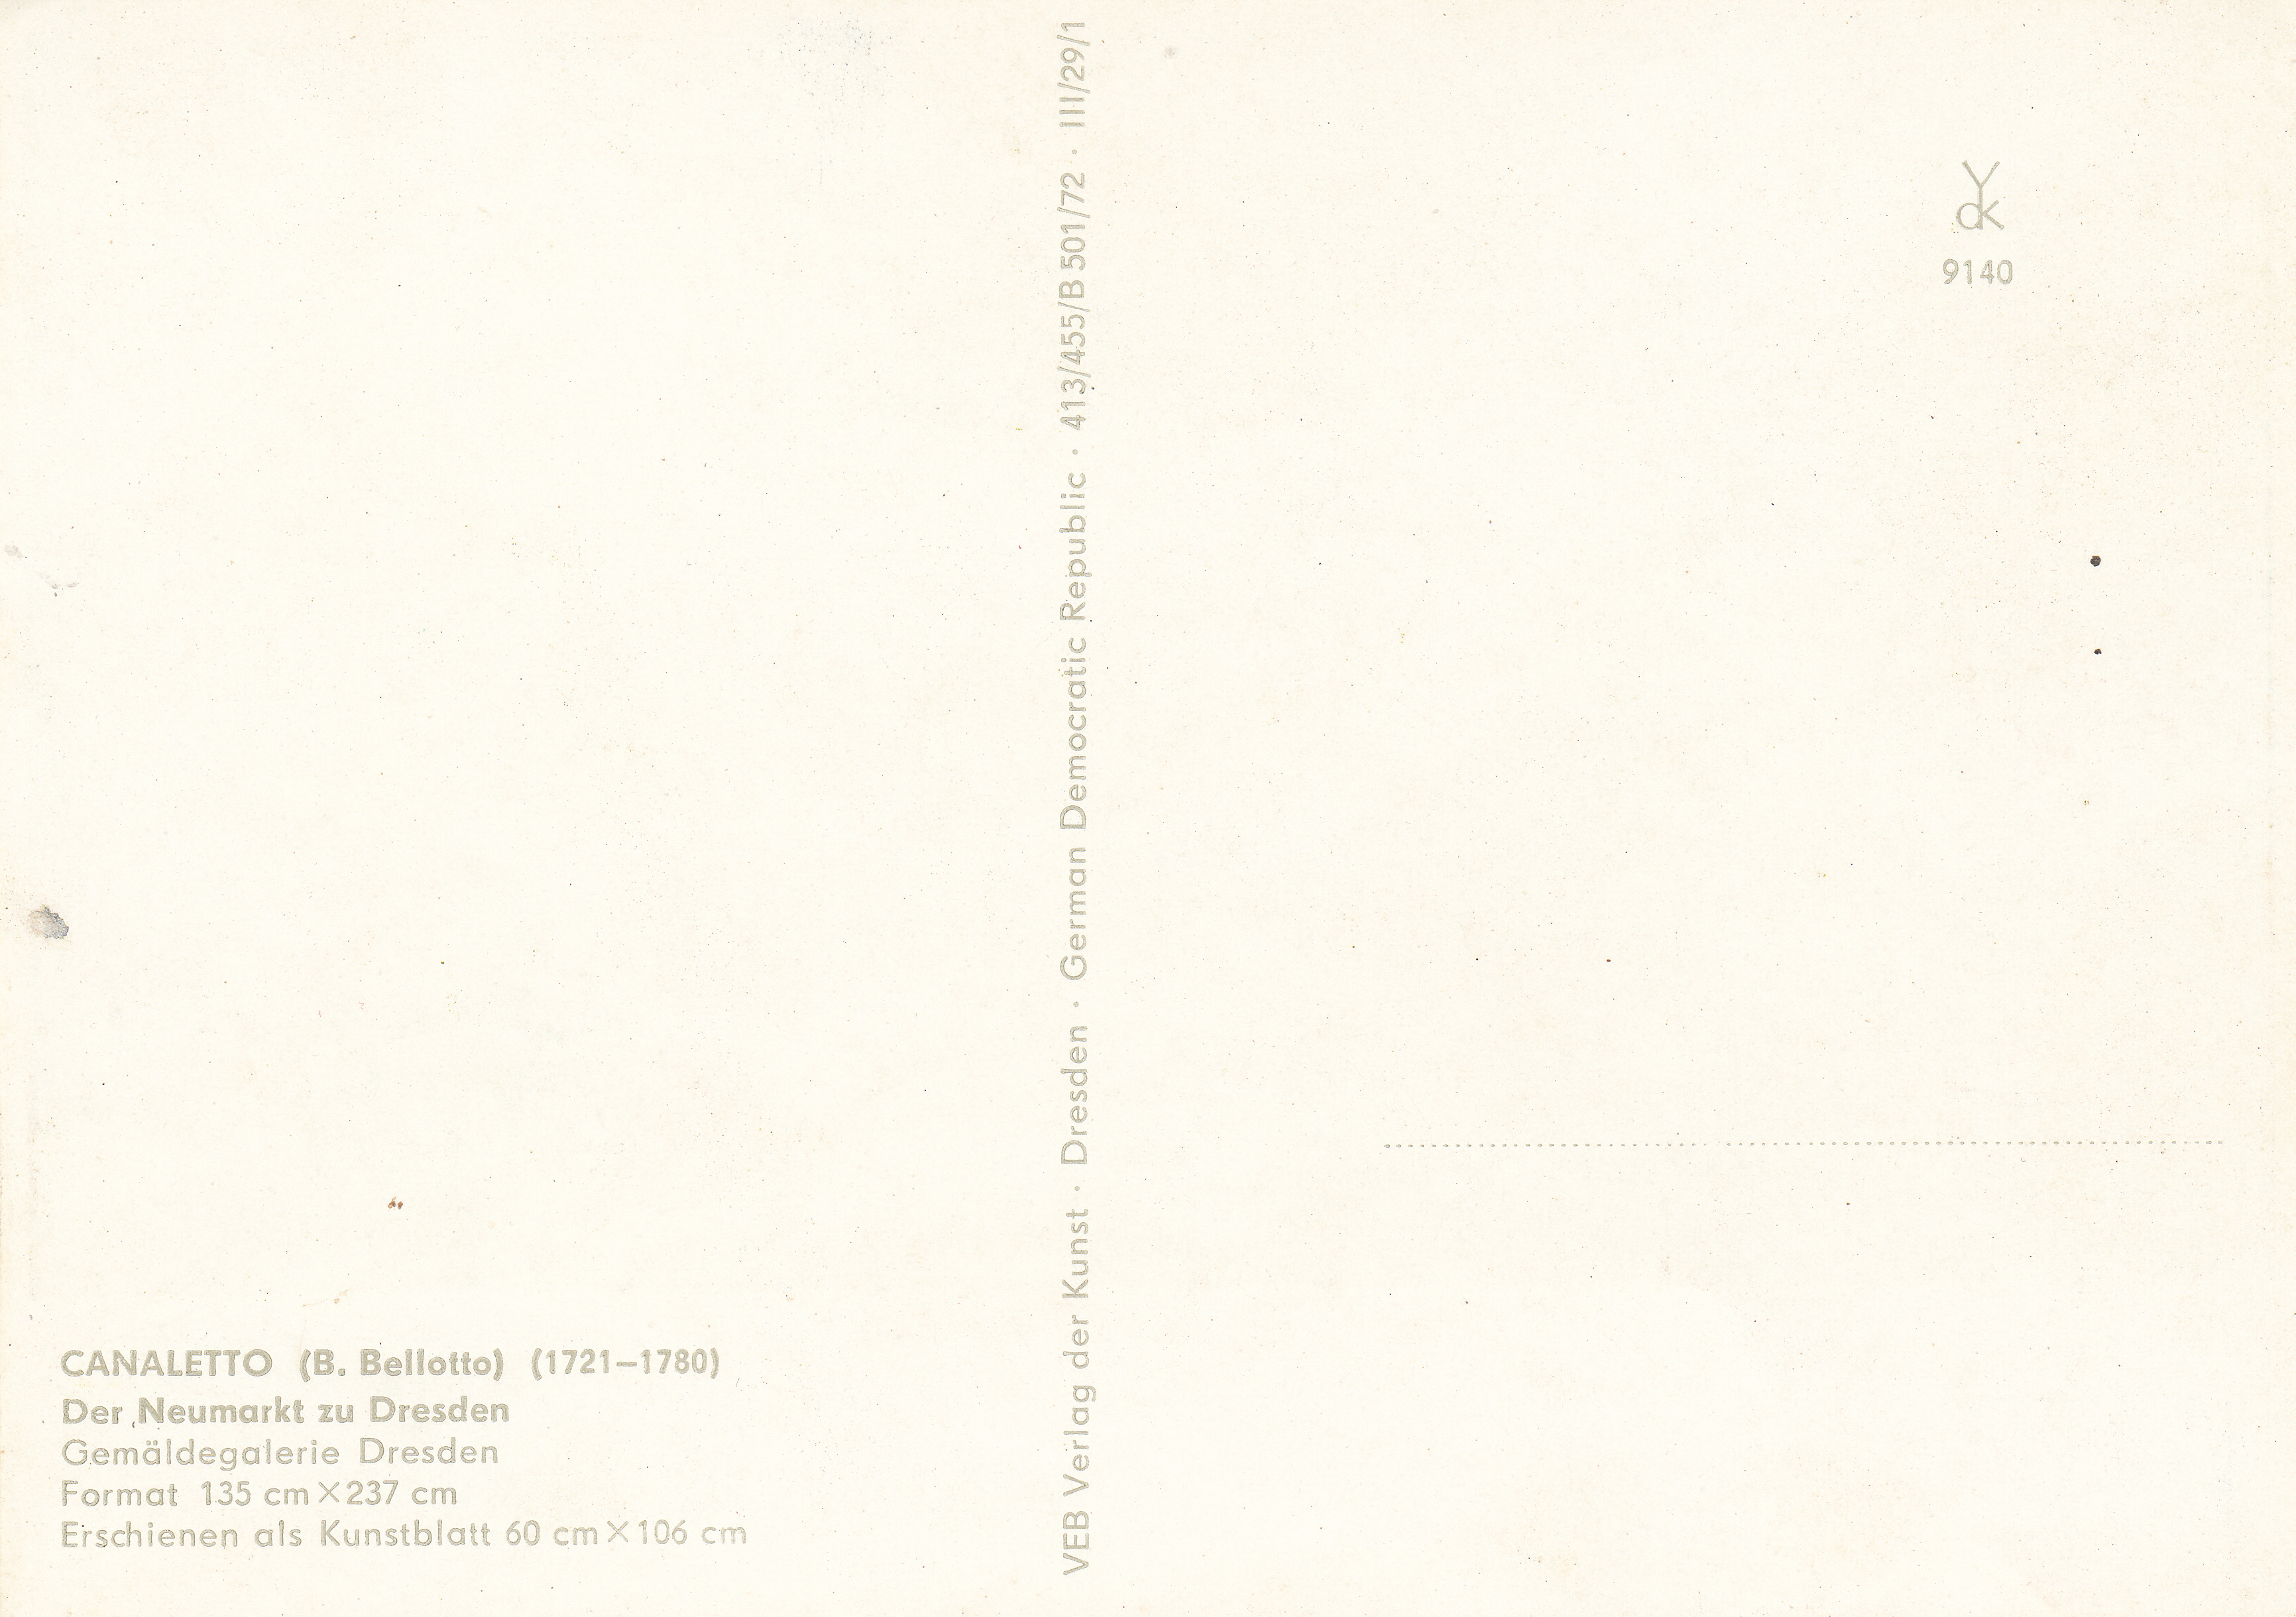 CANALETTO (B. Bellotto) (1721–1780)
Der Neumarkt zu Dresden
Gemäldegalerie Dresden
Format 135 cm×237 cm
Erschienen als Kunstblatt 60 cm×106 cm
VEB Verlag der Kunst · Dresden · German Democratic Republic · 413/455/B 501/72 · III/29/1
9140